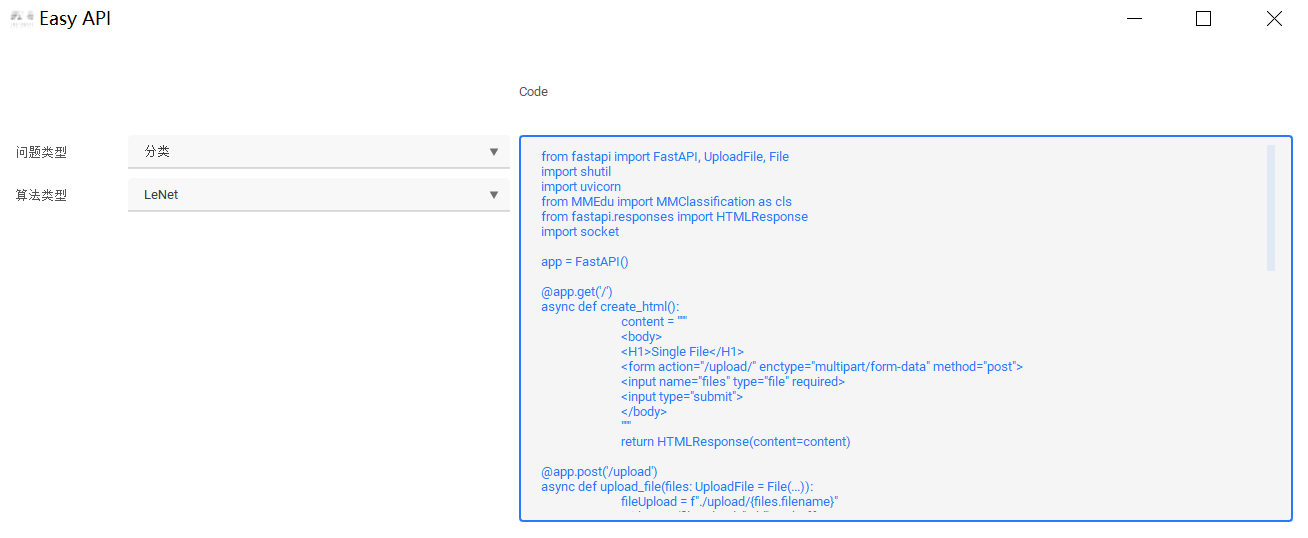 Easy API
Code
问题类型
分类
算法类型
LeNet
from fastapi import FastAPI, UploadFile, File
import shutil
import uvicorn
from MMEdu import MMClassification as cls
from fastapi.responses import HTMLResponse
import socket
app = FastAPI()
@app.get('/')
async def create_html():
content = """
<body>
<H1>Single File</H1>
<form action="/upload/" enctype="multipart/form-data" method="post">
<input name="files" type="file" required>
<input type="submit">
</body>
"""
return HTMLResponse(content=content)
@app.post('/upload')
async def upload_file(files: UploadFile = File(...)):
fileUpload = f"./upload/{files.filename}"